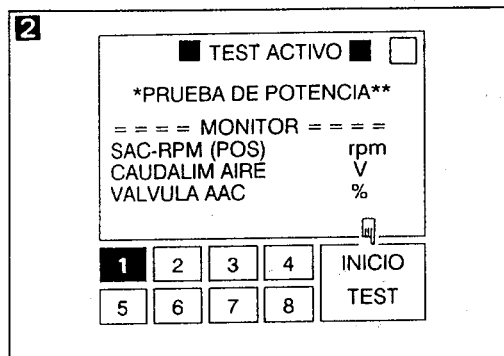 2
TEST ACTIVO
*PRUEBA DE POTENCIA**
= = = = MONITOR = = = =
SAC-RPM (POS) rpm
CAUDALIM AIRE V
VALVULA AAC %
1 2 3 4 INICIO
5 6 7 8 TEST